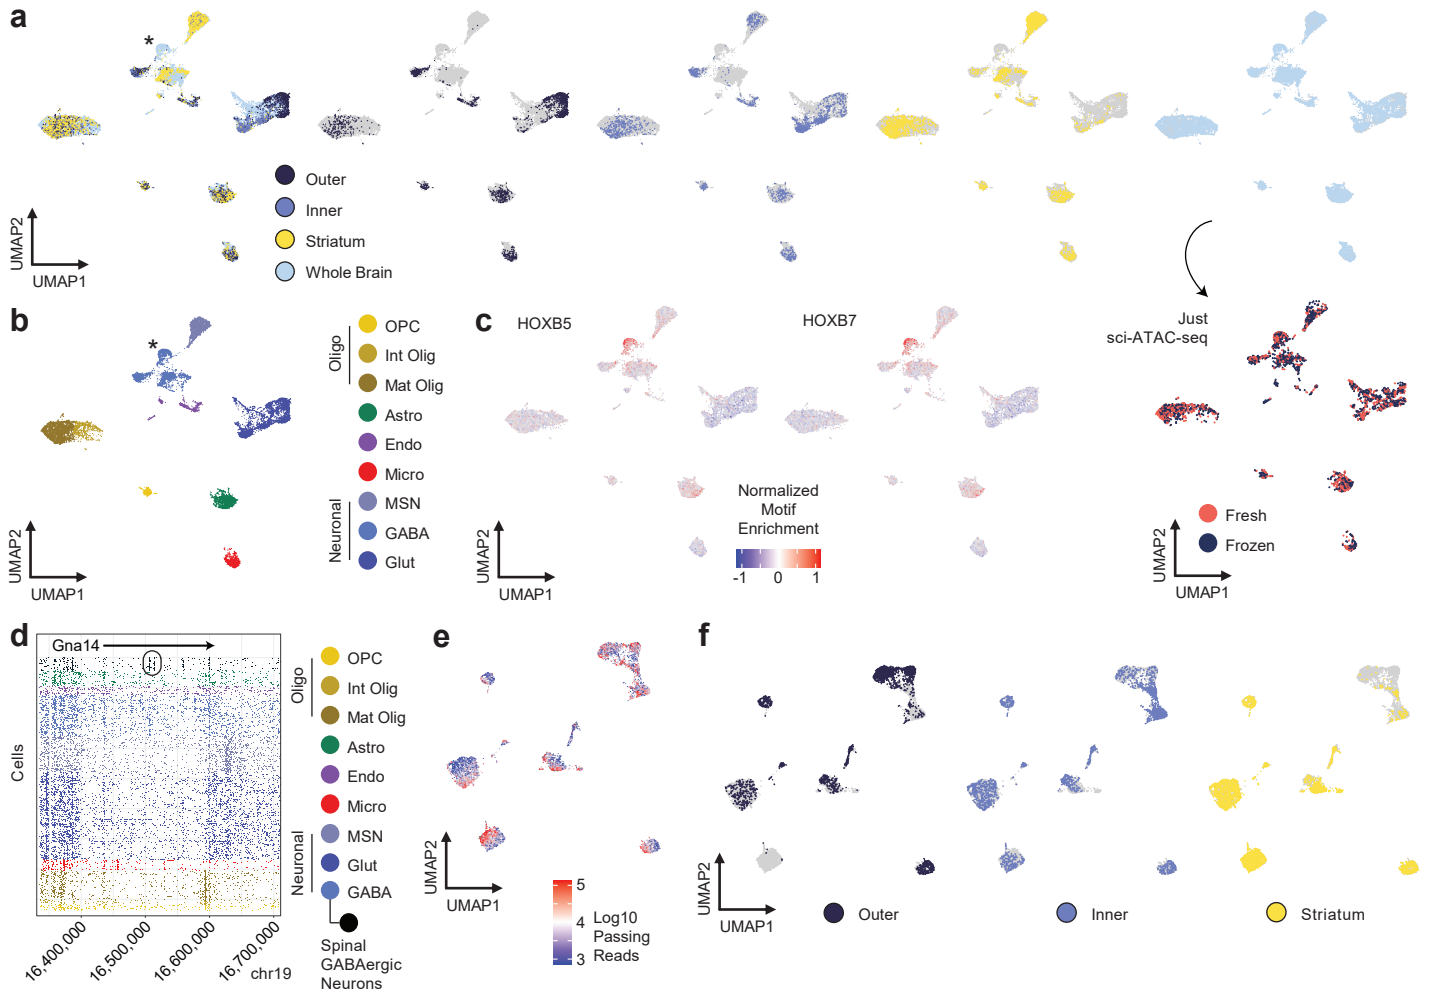 a
*
Outer
Inner
Striatum
Whole Brain
UMAP2
UMAP1
b
*
Oligo
OPC
Int Olig
Mat Olig
Astro
Endo
Micro
Neuronal
MSN
GABA
Glut
UMAP2
UMAP1
c
HOXB5
HOXB7
Normalized
Motif
Enrichment
-1 0 1
UMAP2
UMAP1
Just
sci-ATAC-seq
Fresh
Frozen
UMAP2
UMAP1
d
Gna14
Cells
16,400,000
16,500,000
16,600,000
16,700,000
chr19
Oligo
OPC
Int Olig
Mat Olig
Astro
Endo
Micro
Neuronal
MSN
Glut
GABA
Spinal
GABAergic
Neurons
e
UMAP2
UMAP1
5
4
3
Log10
Passing
Reads
f
UMAP2
UMAP1
Outer
Inner
Striatum